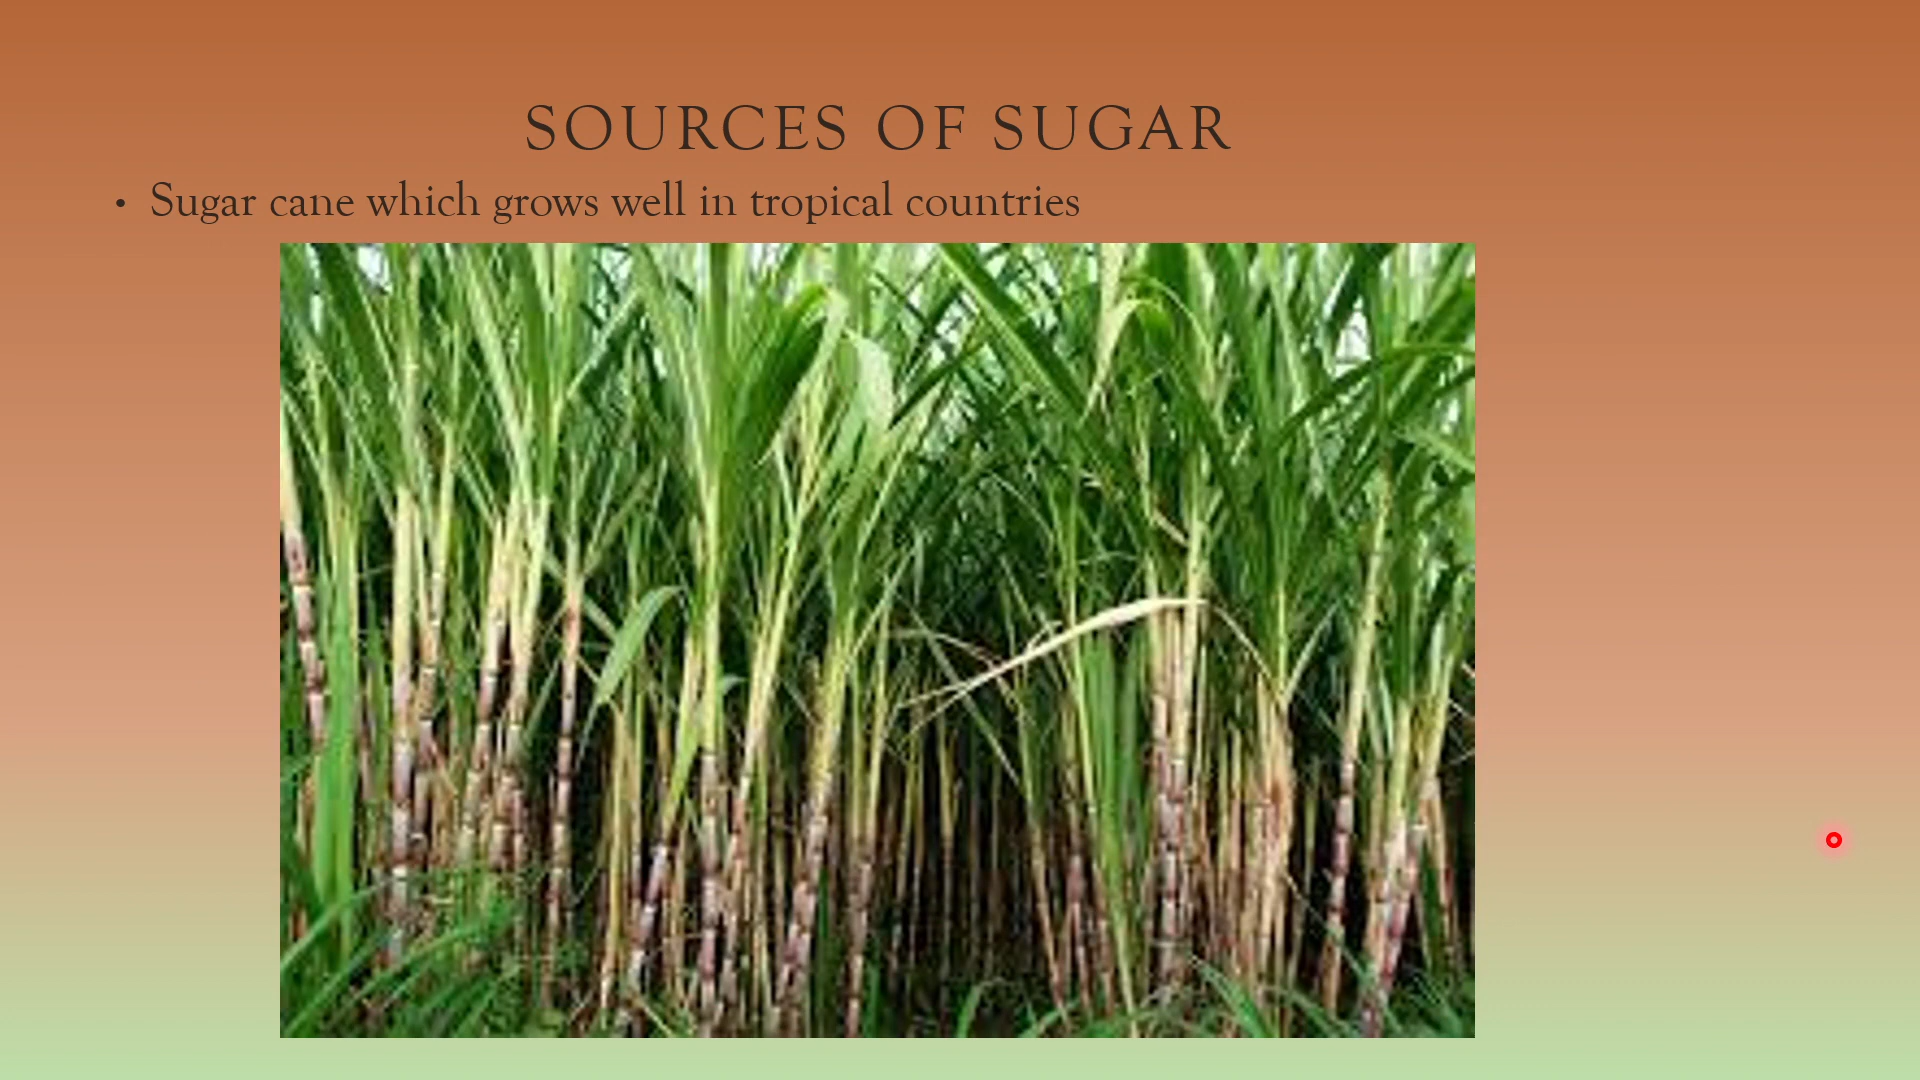 SOURCES OF SUGAR
• Sugar cane which grows well in tropical countries